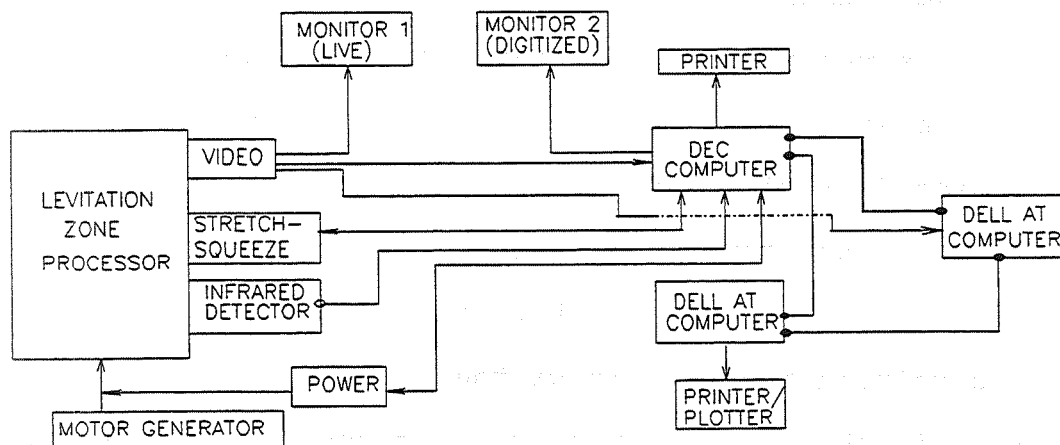 MONITOR 1
(LIVE)
MONITOR 2
(DIGITIZED)
PRINTER
VIDEO
DEC
COMPUTER
LEVITATION
ZONE
PROCESSOR
STRETCH-
SQUEEZE
DELL AT
COMPUTER
INFRARED
DETECTOR
DELL AT
COMPUTER
POWER
PRINTER/
PLOTTER
MOTOR GENERATOR